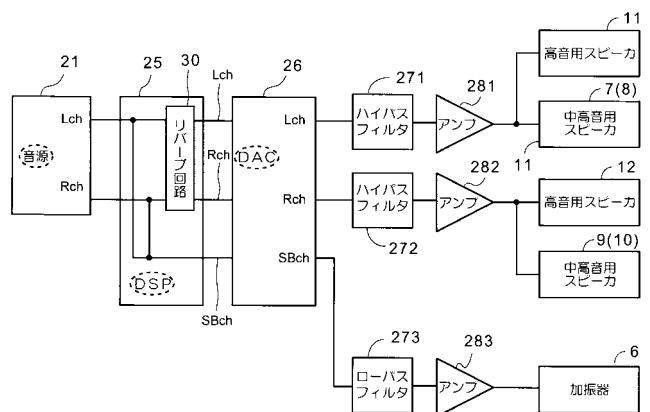 21
音源
Lch
Rch
25
30
リバーブ回路
DSP
Lch
Rch
SBch
26
DAC
Lch
Rch
SBch
271
ハイパス
フィルタ
281
アンプ
11
高音用スピーカ
7(8)
中高音用
スピーカ
11
272
ハイパス
フィルタ
282
アンプ
12
高音用スピーカ
9(10)
中高音用
スピーカ
273
ローパス
フィルタ
283
アンプ
6
加振器